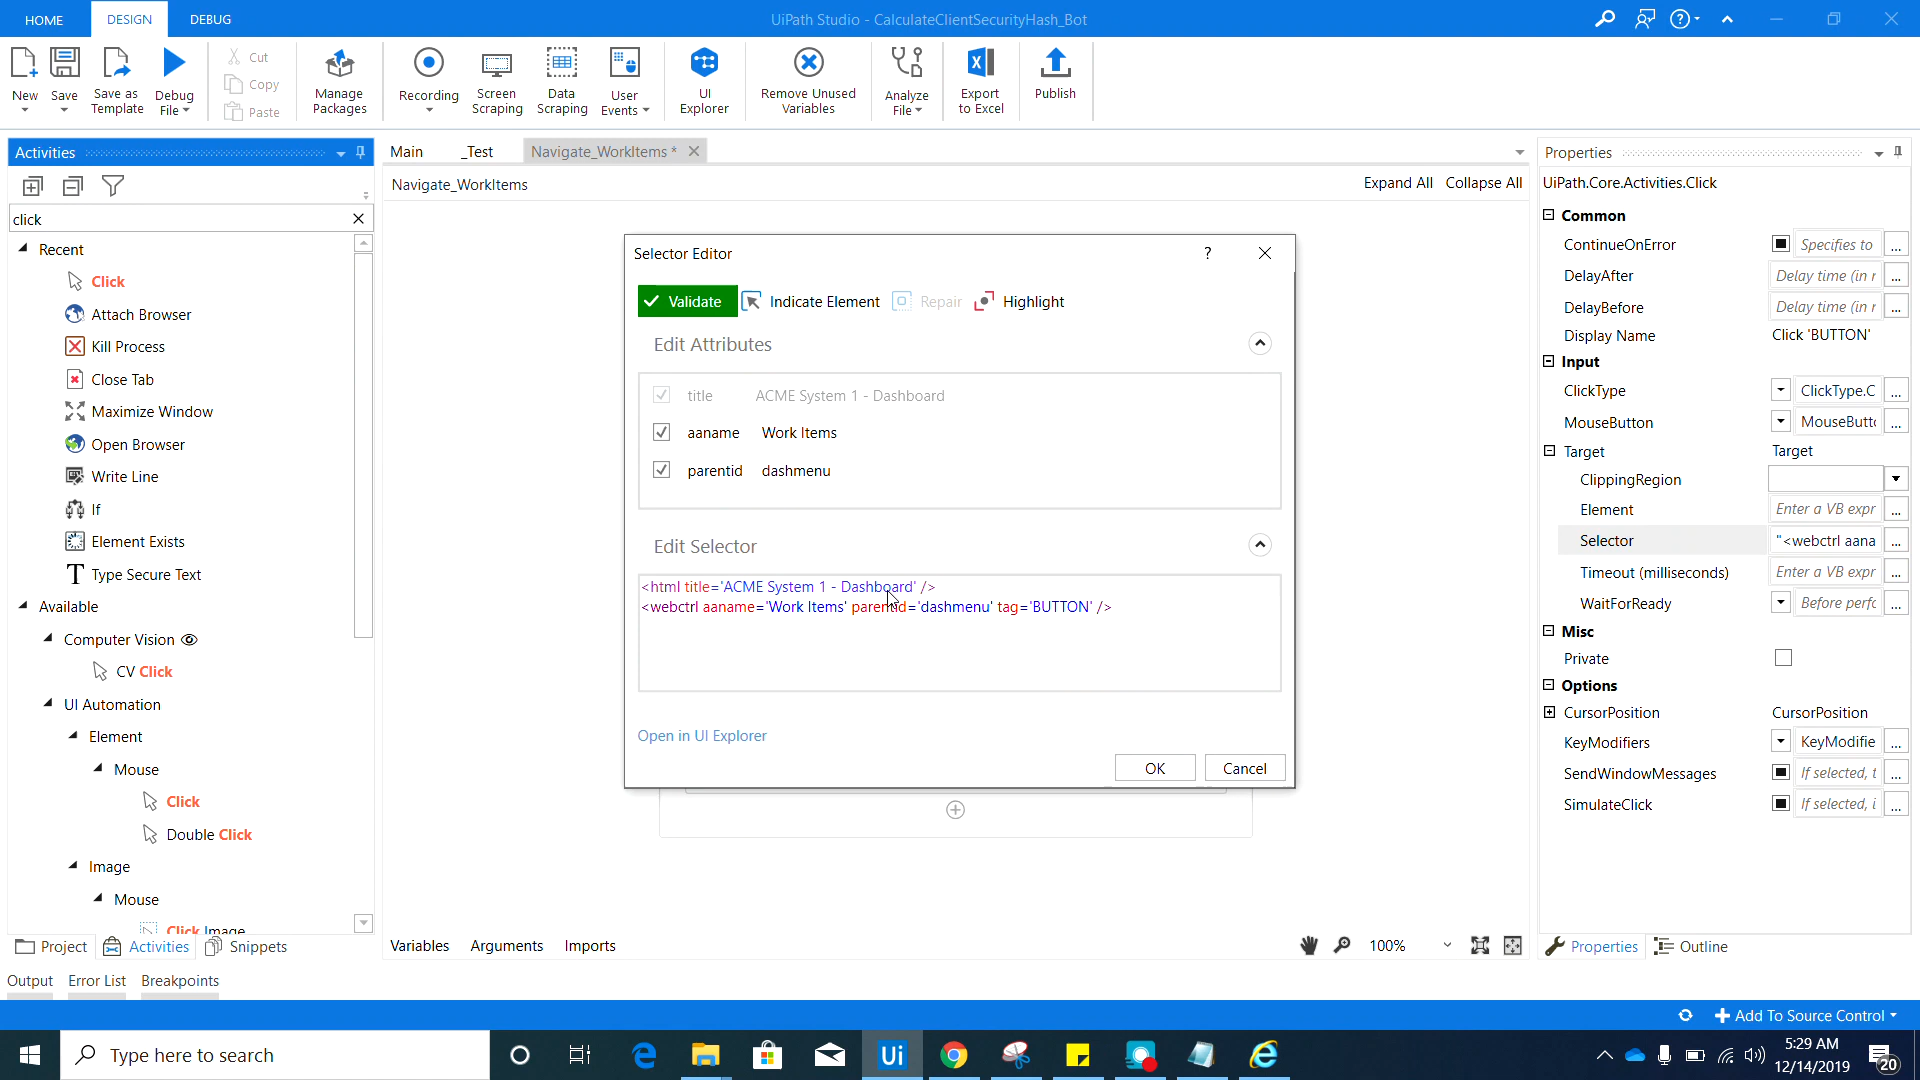 HOME
DESIGN
DEBUG
UiPath Studio - CalculateClientSecurityHash_Bot
New
Save
Save as
Template
Debug
File
Cut
Copy
Paste
Manage
Packages
Recording
Screen
Scraping
Data
Scraping
User
Events
UI
Explorer
Remove Unused
Variables
Analyze
File
Export
to Excel
Publish
Activities
click
Recent
Click
Attach Browser
Kill Process
Close Tab
Maximize Window
Open Browser
Write Line
If
Element Exists
Type Secure Text
Available
Computer Vision
CV Click
UI Automation
Element
Mouse
Click
Double Click
Image
Mouse
Click Image
Project
Activities
Snippets
Output
Error List
Breakpoints
Main
_Test
Navigate_WorkItems *
Navigate_WorkItems
Expand All
Collapse All
Selector Editor
?
Validate
Indicate Element
Repair
Highlight
Edit Attributes
title ACME System 1 - Dashboard
aaname Work Items
parentid dashmenu
Edit Selector
<html title='ACME System 1 - Dashboard' />
<webctrl aaname='Work Items' parentid='dashmenu' tag='BUTTON' />
Open in UI Explorer
OK
Cancel
Variables
Arguments
Imports
100%
Properties
UiPath.Core.Activities.Click
Common
ContinueOnError Specifies to ...
DelayAfter Delay time (in r ...
DelayBefore Delay time (in r ...
Display Name Click 'BUTTON'
Input
ClickType ClickType.C ...
MouseButton MouseButt ...
Target Target
ClippingRegion
Element Enter a VB expr ...
Selector "<webctrl aana ...
Timeout (milliseconds) Enter a VB expr ...
WaitForReady Before perfo ...
Misc
Private
Options
CursorPosition CursorPosition
KeyModifiers KeyModifie ...
SendWindowMessages If selected, t ...
SimulateClick If selected, i ...
Properties
Outline
Add To Source Control
Type here to search
Ui
5:29 AM
12/14/2019
20